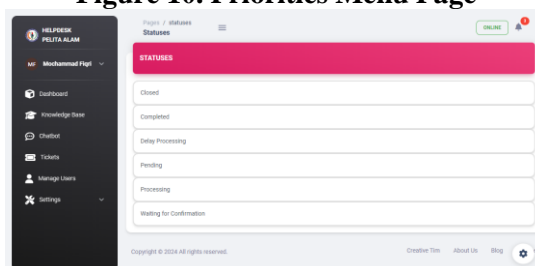 Figure 10. Priorities Menu Page
HELPDESK
PELITA ALAM
MF Mochammad Fiqri
Dashboard
Knowledge Base
Chatbot
Tickets
Manage Users
Settings
Pages / statuses
Statuses
ONLINE
STATUSES
Closed
Completed
Delay Processing
Pending
Processing
Waiting for Confirmation
Copyright © 2024 All rights reserved.
Creative Tim About Us Blog